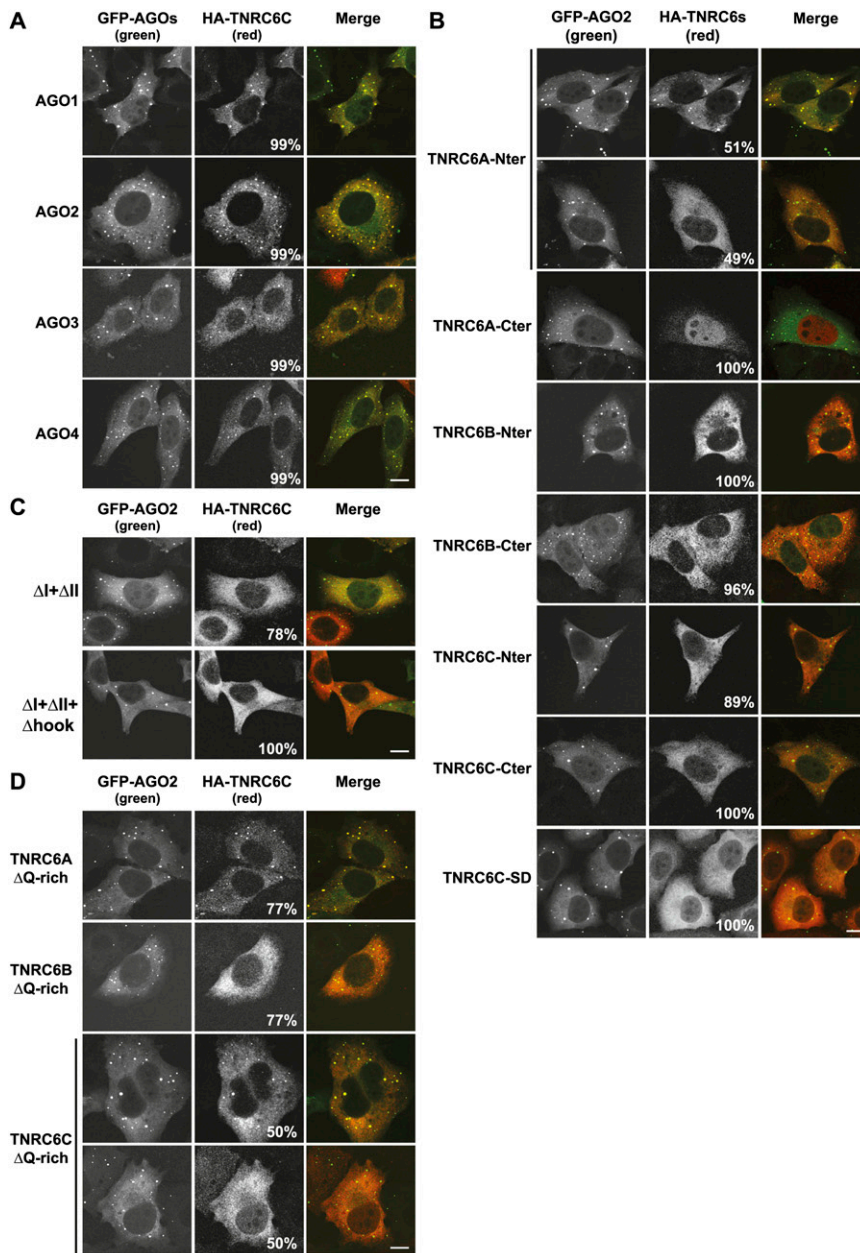 A
GFP-AGOs HA-TNRC6C Merge
(green) (red)
AGO1
99%
AGO2
99%
AGO3
99%
AGO4
99%
B
GFP-AGO2 HA-TNRC6s Merge
(green) (red)
TNRC6A-Nter
51%
49%
TNRC6A-Cter
100%
TNRC6B-Nter
100%
TNRC6B-Cter
96%
TNRC6C-Nter
89%
TNRC6C-Cter
100%
TNRC6C-SD
100%
C
GFP-AGO2 HA-TNRC6C Merge
(green) (red)
ΔI+ΔII
78%
ΔI+ΔII+
Δhook
100%
D
GFP-AGO2 HA-TNRC6C Merge
(green) (red)
TNRC6A
ΔQ-rich
77%
TNRC6B
ΔQ-rich
77%
TNRC6C
ΔQ-rich
50%
50%